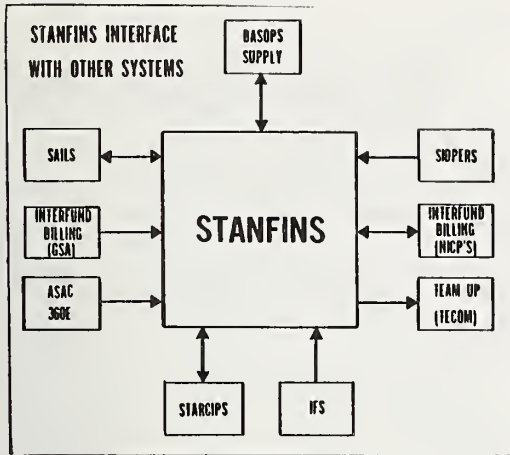 STANFINS INTERFACE
WITH OTHER SYSTEMS
BASOPS
SUPPLY
SAILS
SIDPERS
INTERFUND
BILLING
(GSA)
STANFINS
INTERFUND
BILLING
(NICP'S)
ASAC
360E
TEAM UP
(TECOM)
STARCIPS
IFS